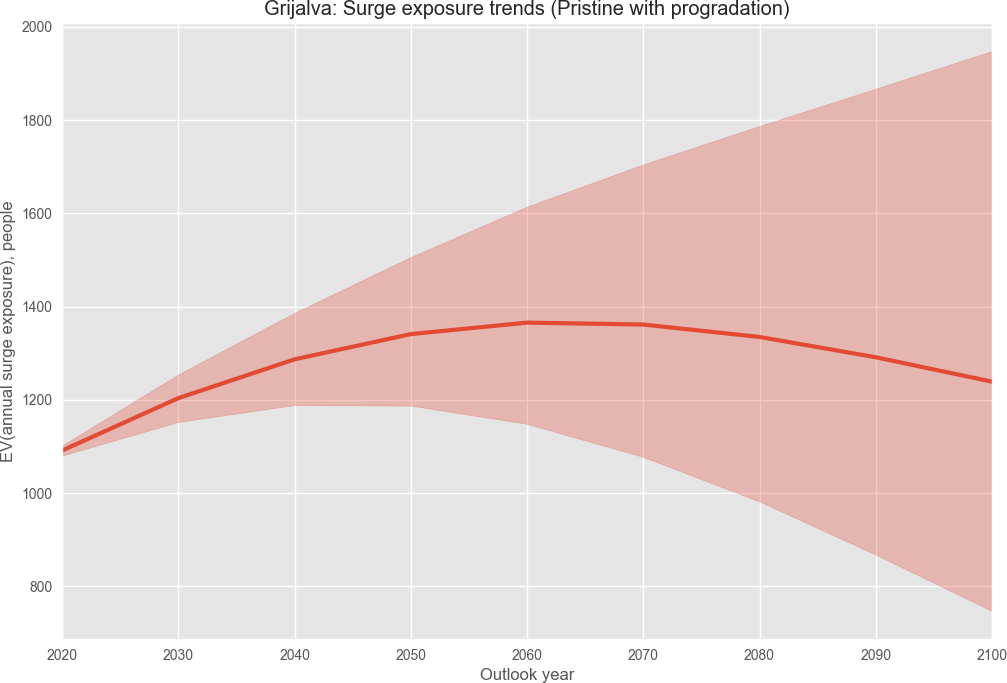 Grijalva: Surge exposure trends (Pristine with progradation)
EV(annual surge exposure), people
2000
1800
1600
1400
1200
1000
800
2020 2030 2040 2050 2060 2070 2080 2090 2100
Outlook year